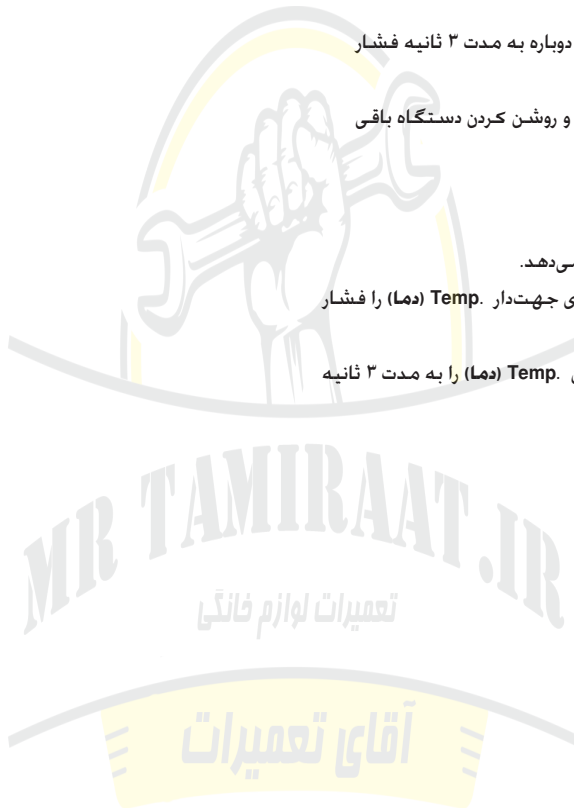 دوباره به مدت ۳ ثانیه فشار
و روشن کردن دستگاه باقی
می‌دهد.
ی جهت‌دار Temp. (دما) را فشار
Temp. (دما) را به مدت ۳ ثانیه
MR TAMIRAAT.IR
تعمیرات لوازم خانگی
آقای تعمیرات